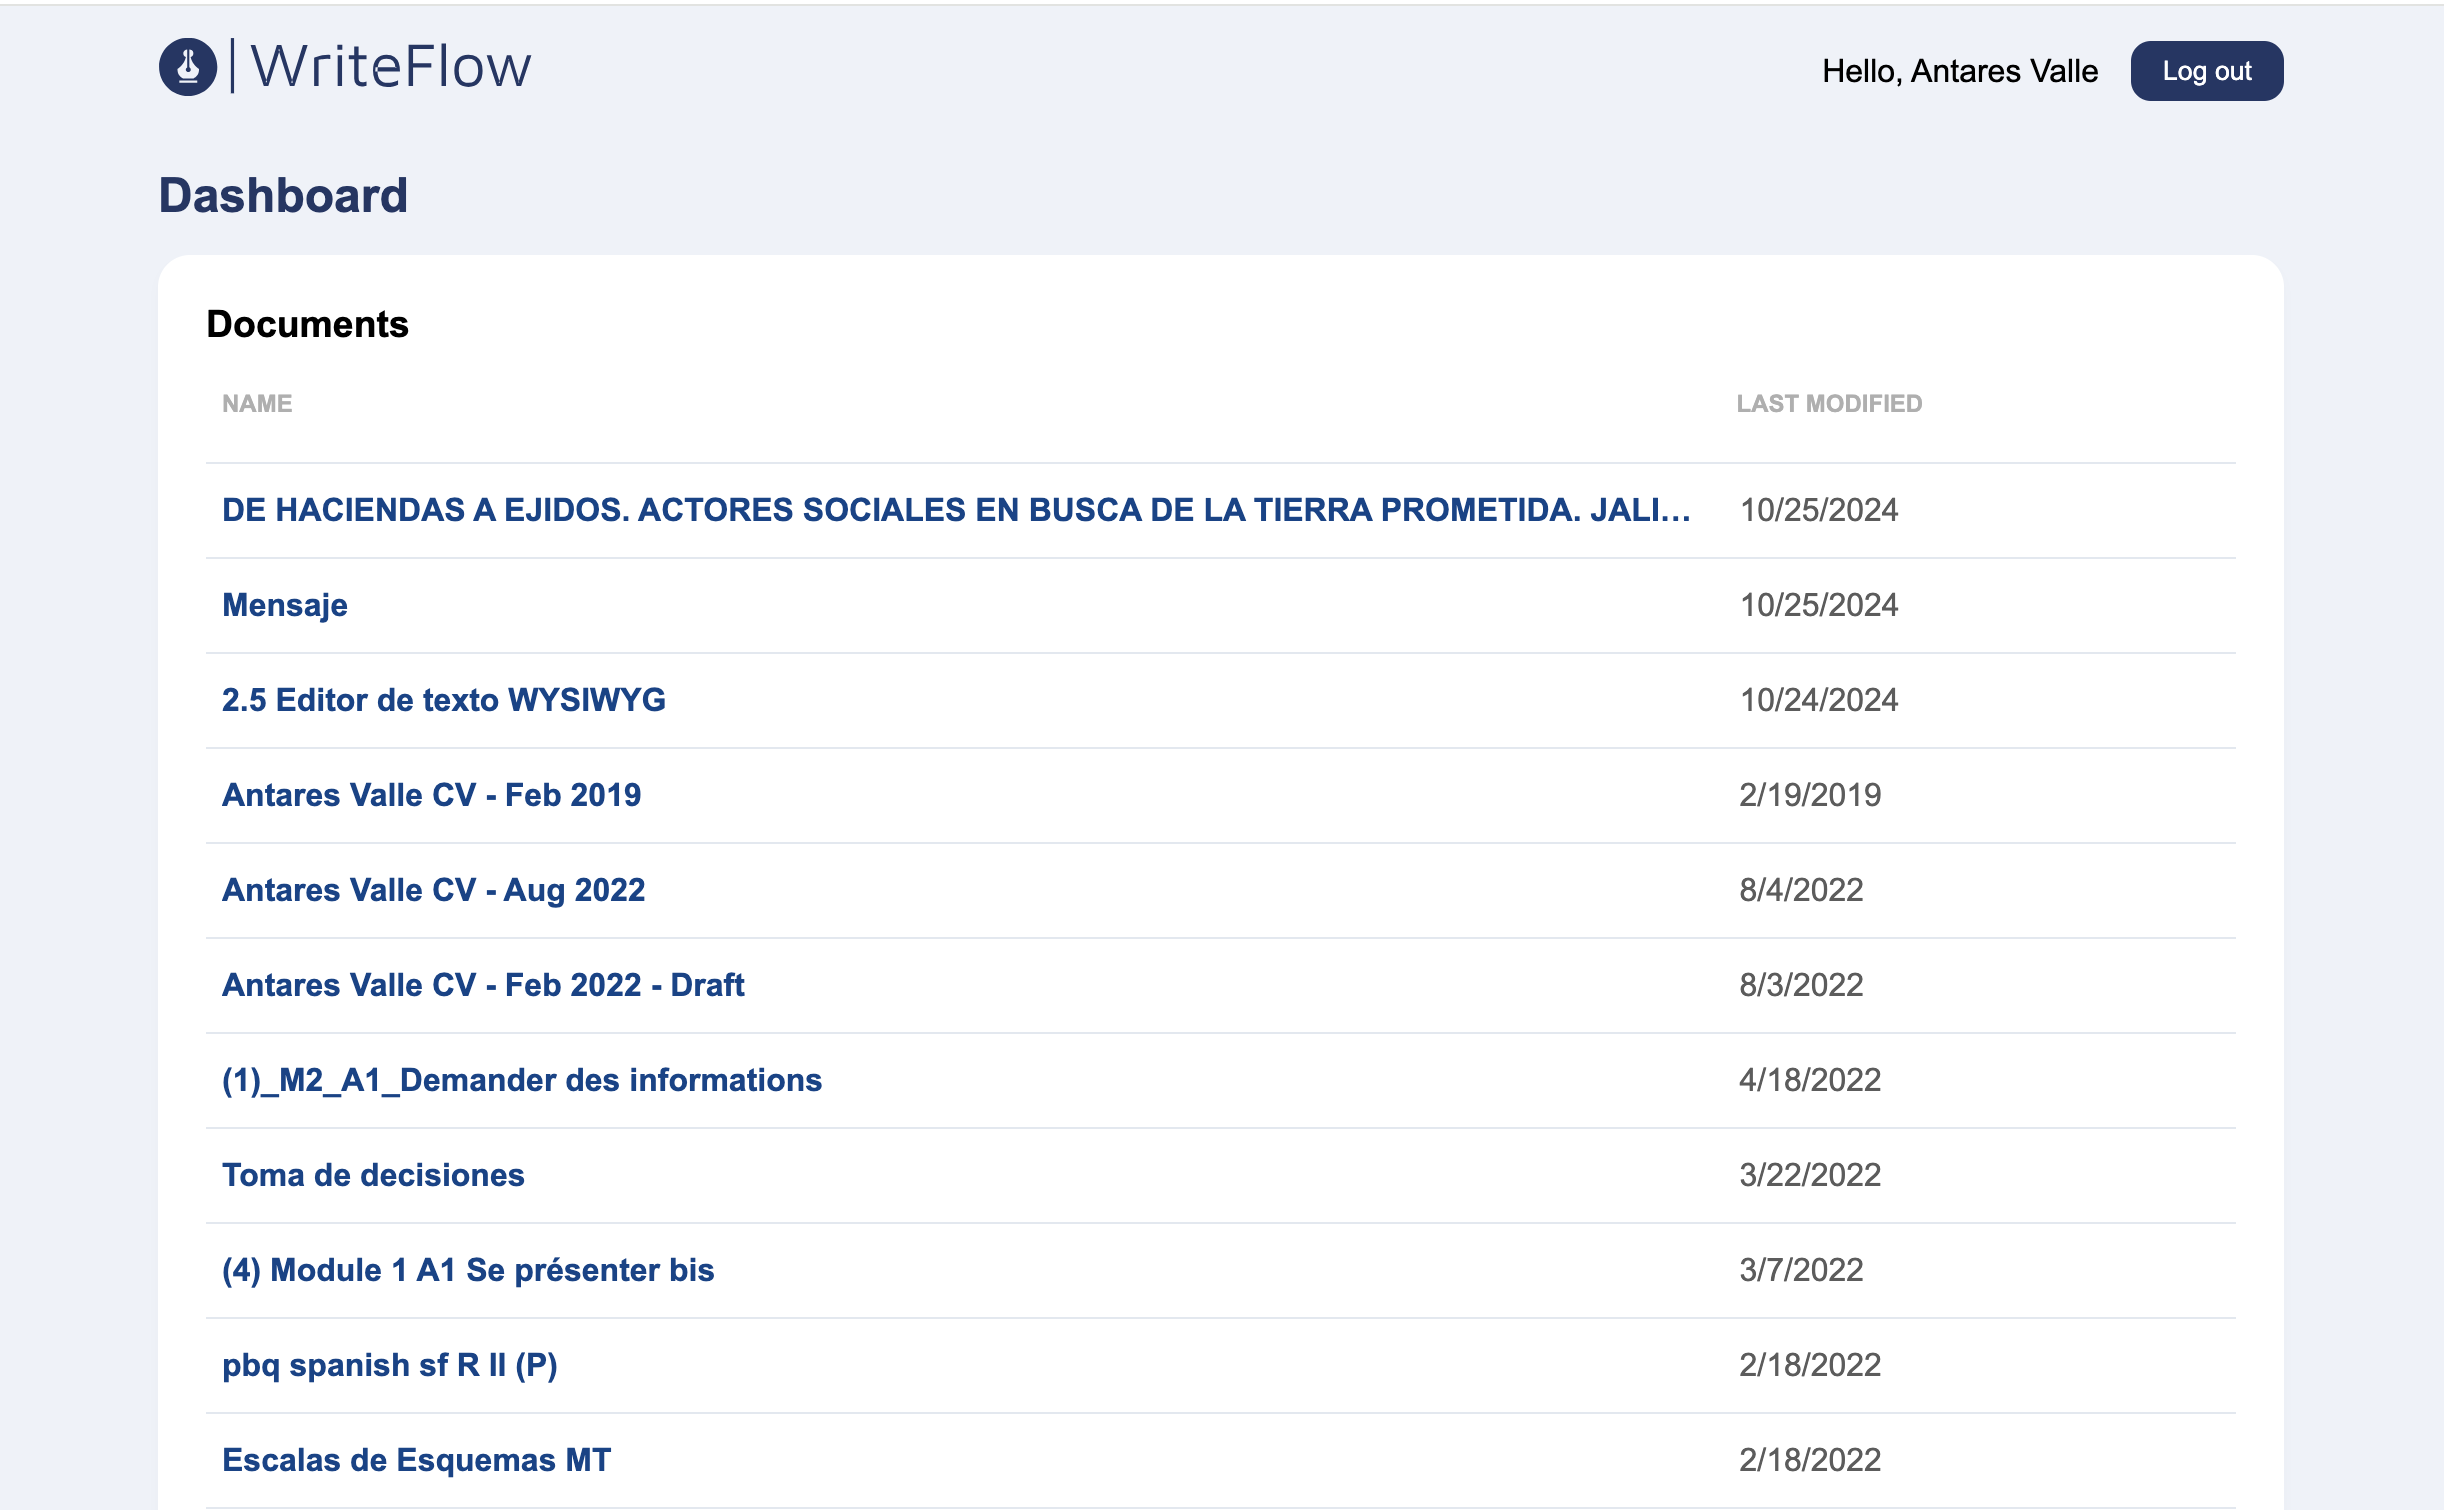 WriteFlow
Hello, Antares Valle
Log out
Dashboard
Documents
NAME LAST MODIFIED
DE HACIENDAS A EJIDOS. ACTORES SOCIALES EN BUSCA DE LA TIERRA PROMETIDA. JALI... 10/25/2024
Mensaje 10/25/2024
2.5 Editor de texto WYSIWYG 10/24/2024
Antares Valle CV - Feb 2019 2/19/2019
Antares Valle CV - Aug 2022 8/4/2022
Antares Valle CV - Feb 2022 - Draft 8/3/2022
(1)_M2_A1_Demander des informations 4/18/2022
Toma de decisiones 3/22/2022
(4) Module 1 A1 Se présenter bis 3/7/2022
pbq spanish sf R II (P) 2/18/2022
Escalas de Esquemas MT 2/18/2022